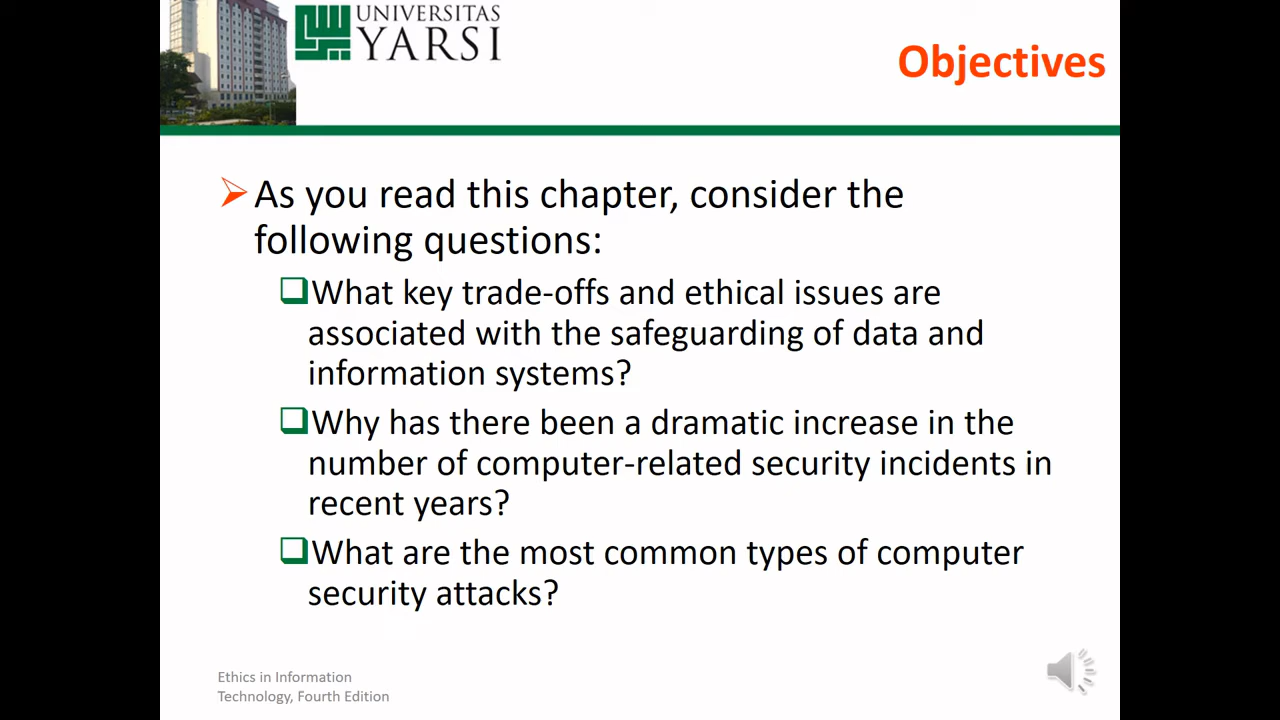 UNIVERSITAS
YARSI
Objectives
As you read this chapter, consider the
following questions:
What key trade-offs and ethical issues are
associated with the safeguarding of data and
information systems?
Why has there been a dramatic increase in the
number of computer-related security incidents in
recent years?
What are the most common types of computer
security attacks?
Ethics in Information
Technology, Fourth Edition